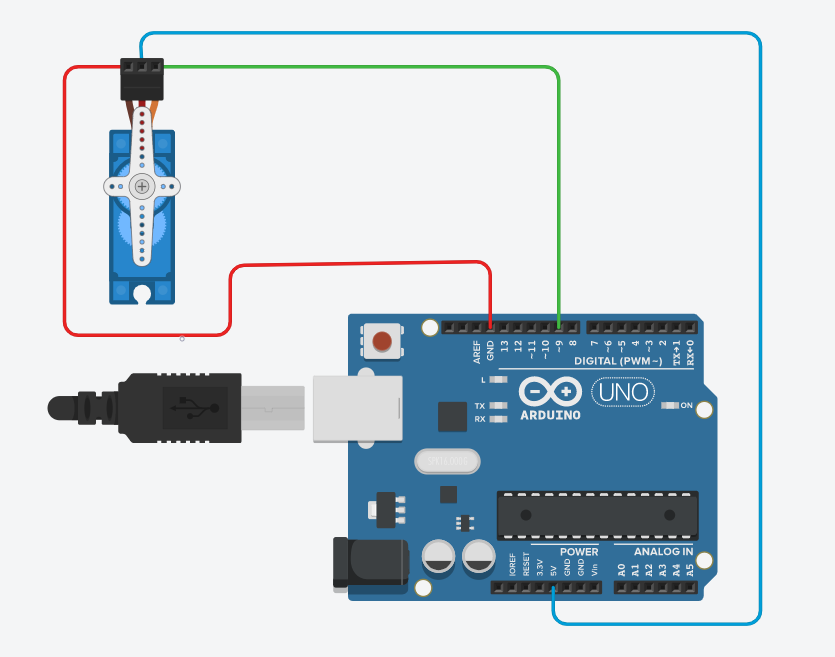 AREF
GND
13
12
~11
~10
~9
8
7
~6
~5
4
~3
2
TX→1
RX←0
DIGITAL (PWM~)
L
TX
RX
ARDUINO
UNO
ON
POWER
ANALOG IN
IOREF
RESET
3.3V
5V
GND
GND
Vin
A0
A1
A2
A3
A4
A5